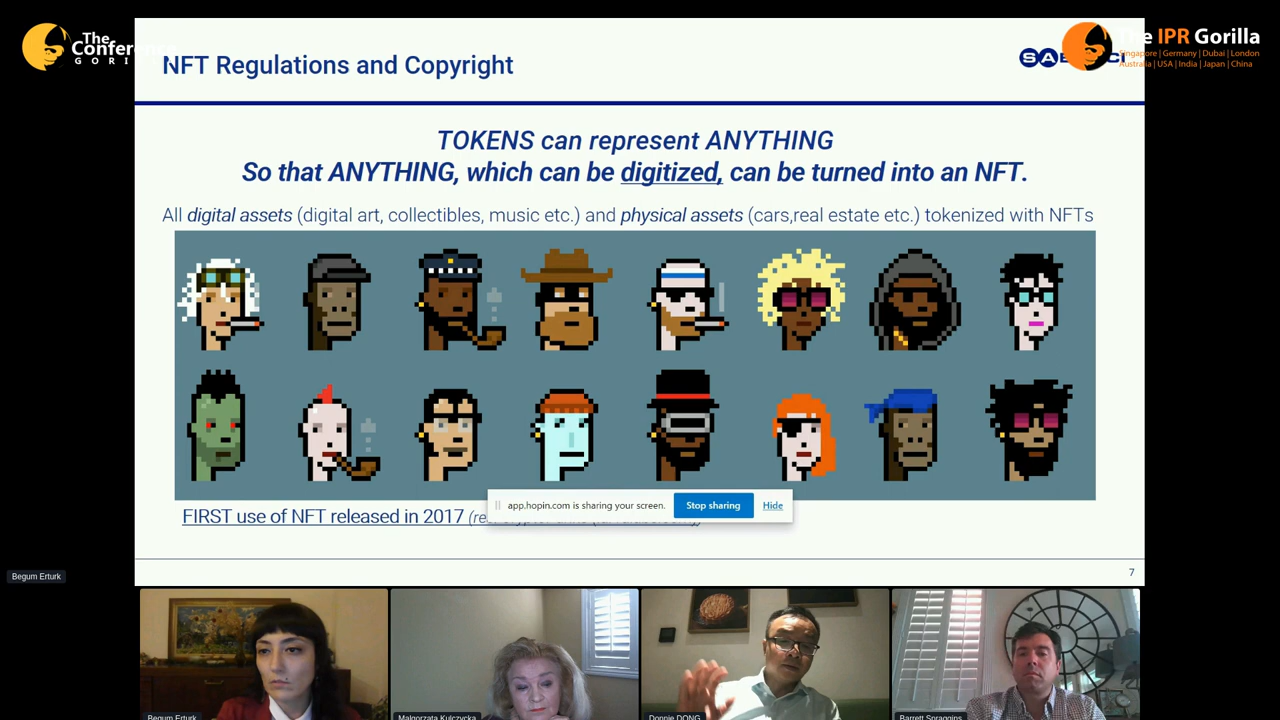 The
Conference
GORI
NFT Regulations and Copyright
The IPR Gorilla
Singapore | Germany | Dubai | London
Australia | USA | India | Japan | China
TOKENS can represent ANYTHING
So that ANYTHING, which can be digitized, can be turned into an NFT.
All digital assets (digital art, collectibles, music etc.) and physical assets (cars,real estate etc.) tokenized with NFTs
app.hopin.com is sharing your screen. Stop sharing Hide
FIRST use of NFT released in 2017
7
Begum Erturk
Begum Erturk
Malgorzata Kulczycka
Donnie DONG
Barrett Spraggins